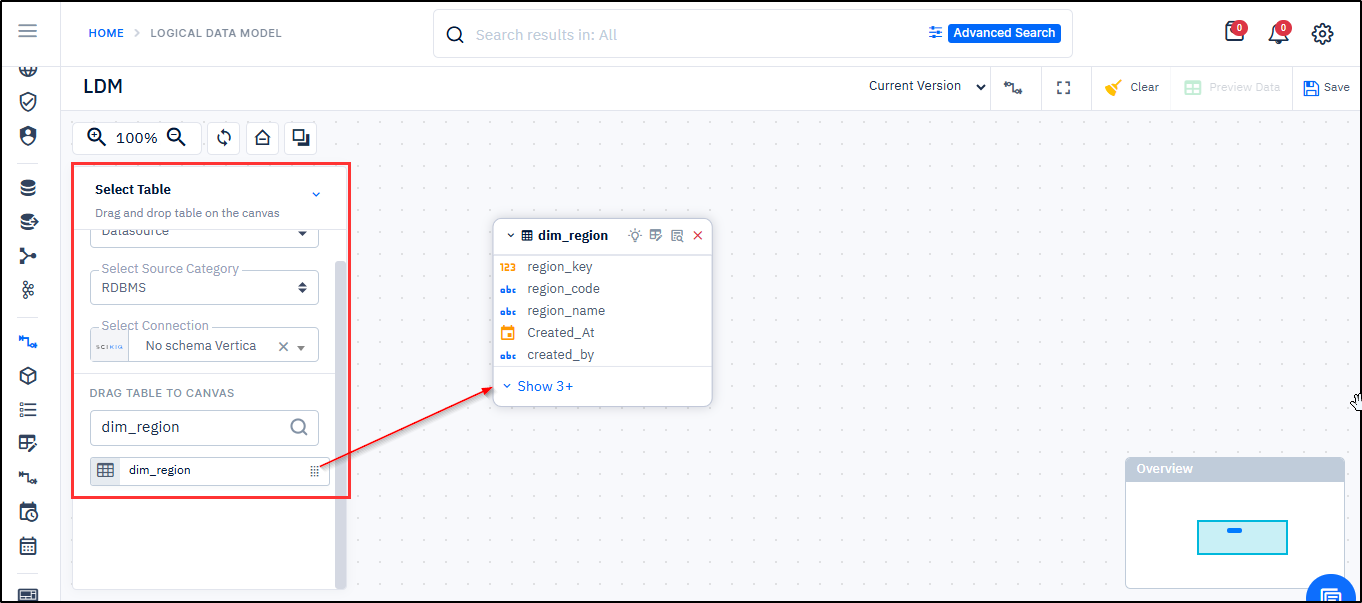 HOME > LOGICAL DATA MODEL
Search results in: All
Advanced Search
0
0
LDM
Current Version
Clear
Preview Data
Save
100%
Select Table
Drag and drop table on the canvas
Datasource
Select Source Category
RDBMS
Select Connection
SCIKIQ
No schema Vertica
DRAG TABLE TO CANVAS
dim_region
dim_region
dim_region
123 region_key
abc region_code
abc region_name
Created_At
abc created_by
Show 3+
Overview